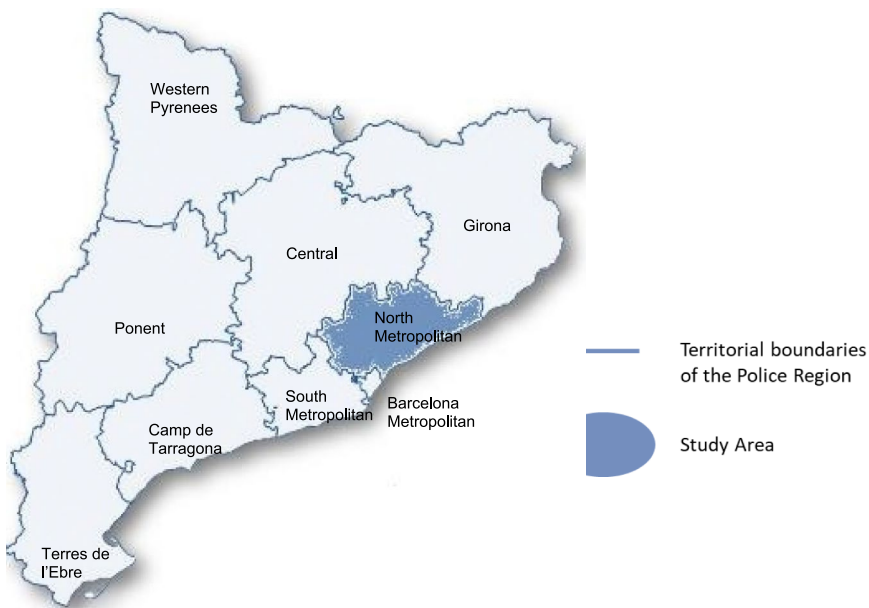 Western
Pyrenees
Girona
Central
Ponent
North
Metropolitan
South
Metropolitan
Barcelona
Metropolitan
Camp de
Tarragona
Terres de
l'Ebre
Territorial boundaries
of the Police Region
Study Area